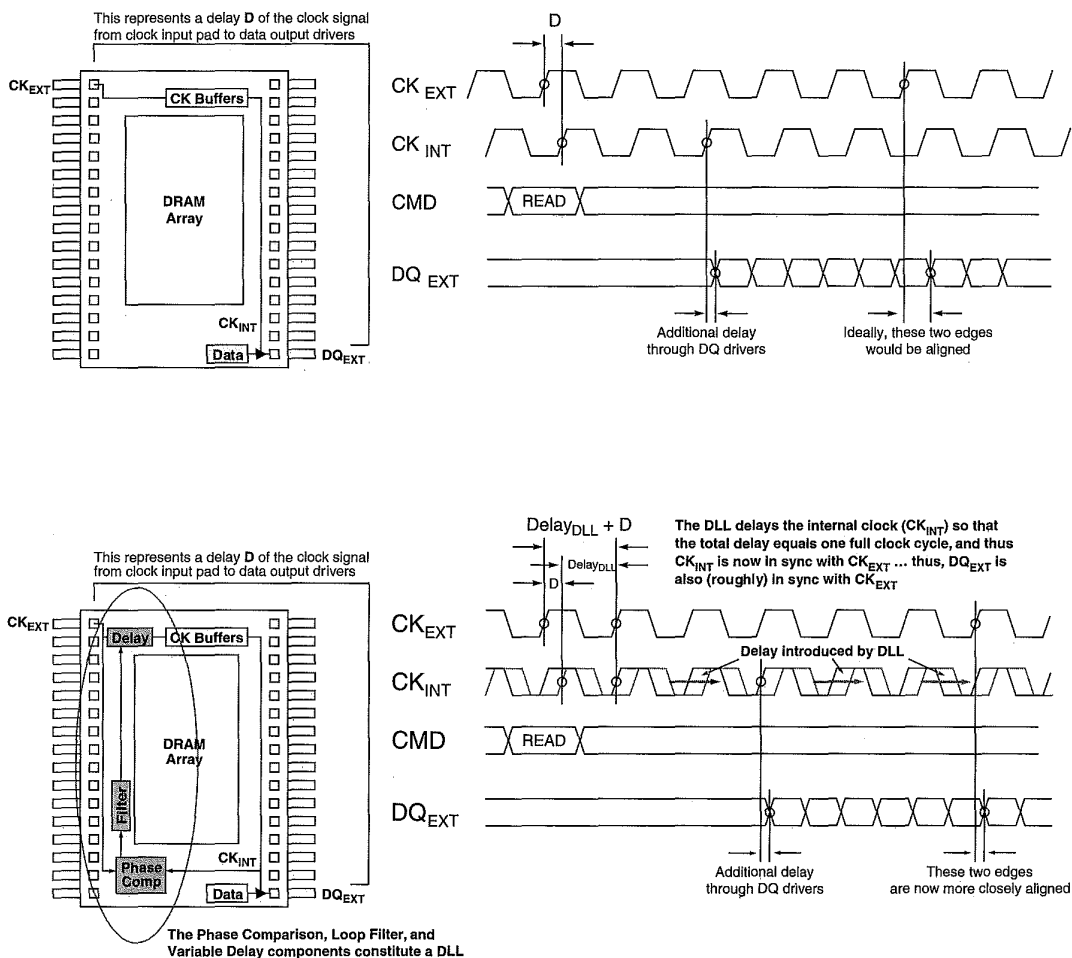 This represents a delay D of the clock signal
from clock input pad to data output drivers
CKEXT
CK Buffers
DRAM
Array
CKINT
Data
DQEXT
D
CK EXT
CK INT
CMD
READ
DQ EXT
Additional delay
through DQ drivers
Ideally, these two edges
would be aligned
This represents a delay D of the clock signal
from clock input pad to data output drivers
CKEXT
Delay
CK Buffers
DRAM
Array
Filter
CKINT
Phase
Comp
Data
DQEXT
The Phase Comparison, Loop Filter, and
Variable Delay components constitute a DLL
DelayDLL + D
DelayDLL
D
The DLL delays the internal clock (CKINT) so that
the total delay equals one full clock cycle, and thus
CKINT is now in sync with CKEXT ... thus, DQEXT is
also (roughly) in sync with CKEXT
CKEXT
Delay introduced by DLL
CKINT
CMD
READ
DQEXT
Additional delay
through DQ drivers
These two edges
are now more closely aligned